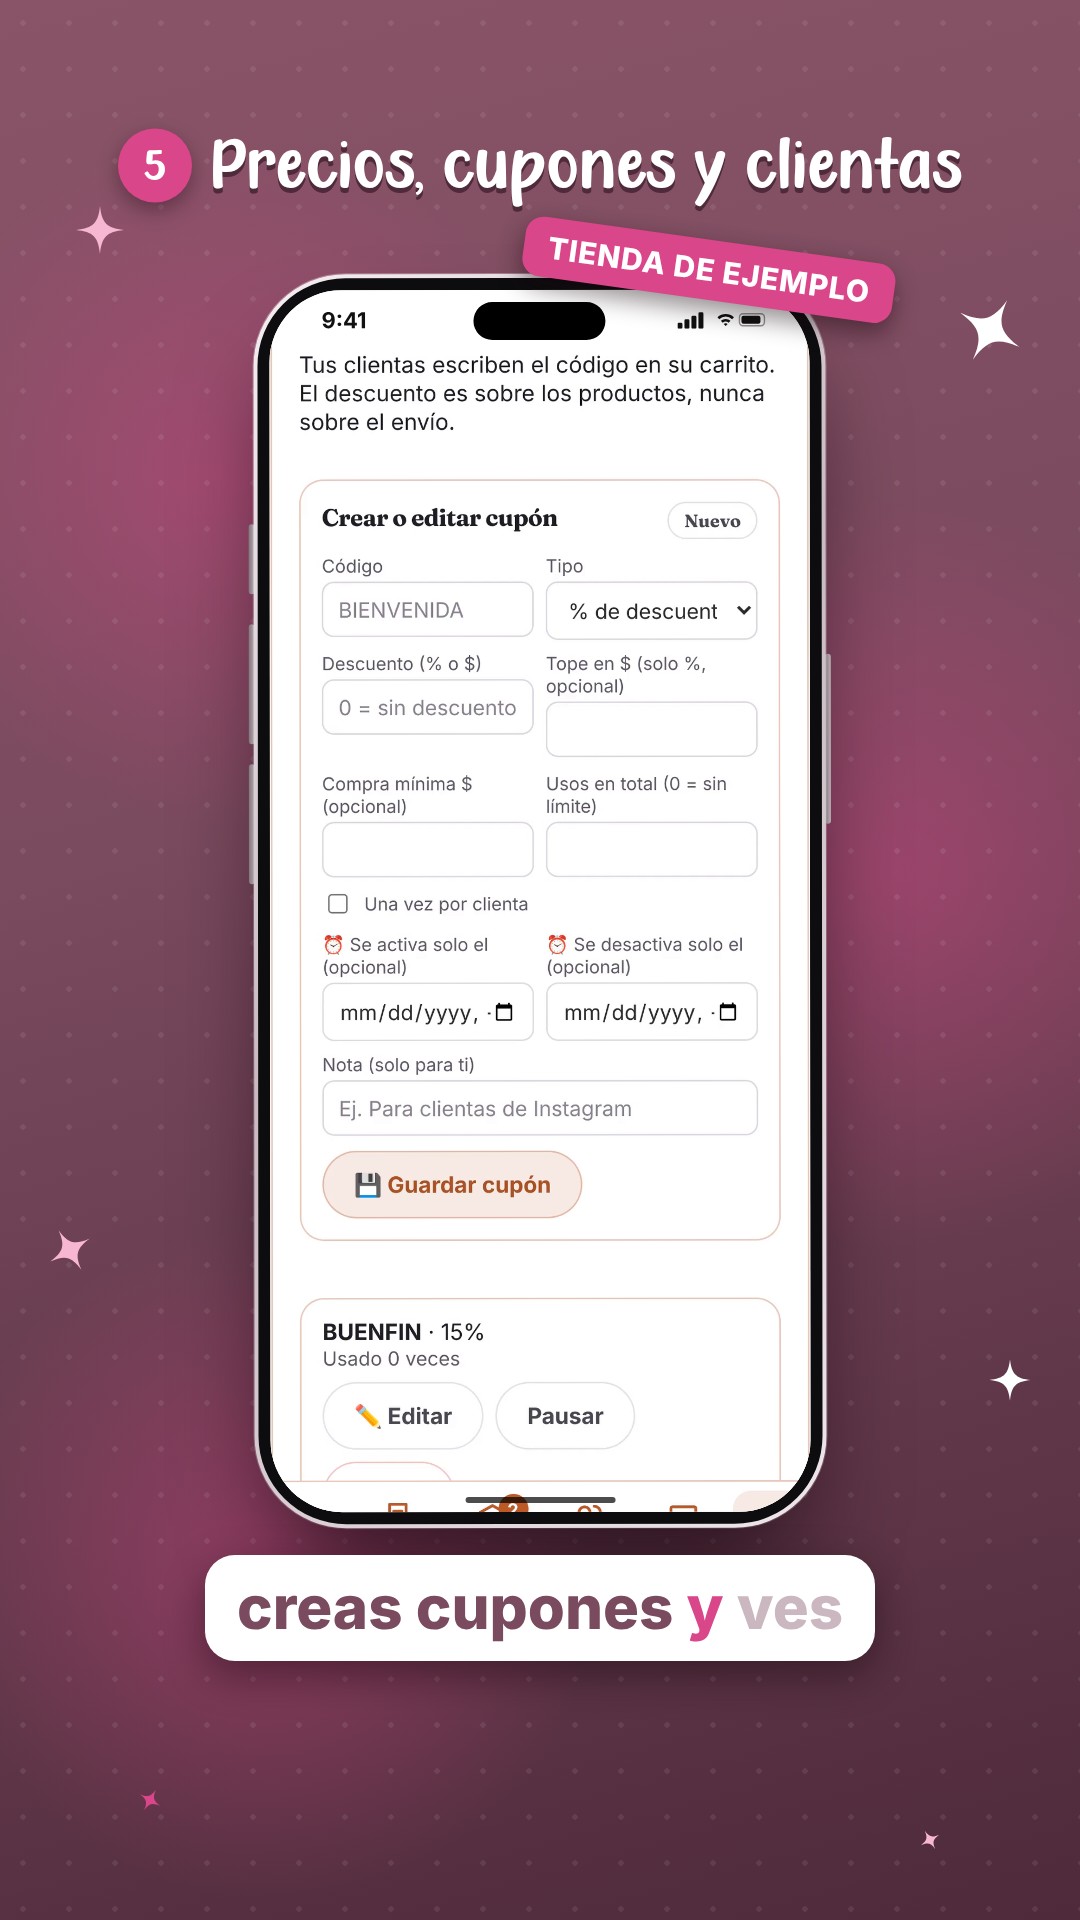 5 Precios, cupones y clientas
TIENDA DE EJEMPLO
9:41
Tus clientas escriben el código en su carrito.
El descuento es sobre los productos, nunca
sobre el envío.
Crear o editar cupón
Nuevo
Código
Tipo
BIENVENIDA
% de descuent
Descuento (% o $)
Tope en $ (solo %,
opcional)
0 = sin descuento
Compra mínima $
(opcional)
Usos en total (0 = sin
límite)
Una vez por clienta
⏰ Se activa solo el
(opcional)
⏰ Se desactiva solo el
(opcional)
mm/dd/yyyy, -
mm/dd/yyyy, -
Nota (solo para ti)
Ej. Para clientas de Instagram
💾 Guardar cupón
BUENFIN · 15%
Usado 0 veces
✏️ Editar
Pausar
2
creas cupones y ves